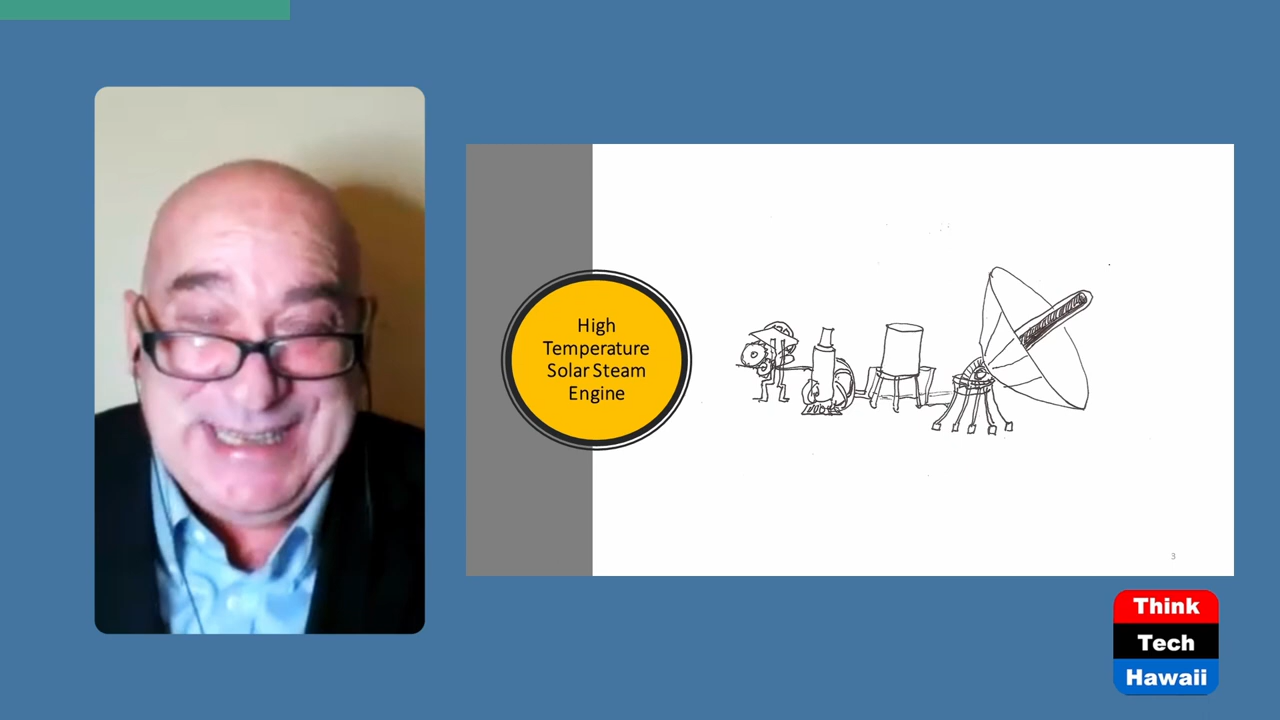 High
Temperature
Solar Steam
Engine
3
Think
Tech
Hawaii